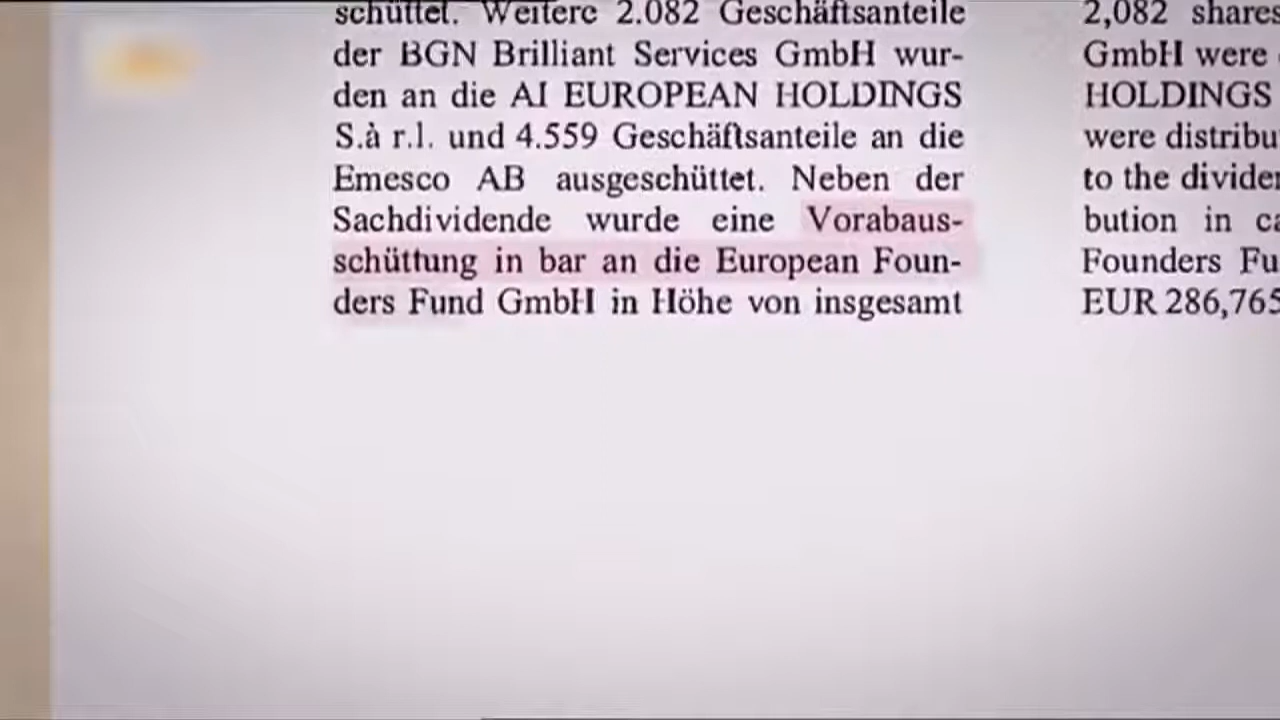 schüttet. Weitere 2.082 Geschäftsanteile
der BGN Brilliant Services GmbH wur-
den an die AI EUROPEAN HOLDINGS
S.à r.l. und 4.559 Geschäftsanteile an die
Emesco AB ausgeschüttet. Neben der
Sachdividende wurde eine Vorabaus-
schüttung in bar an die European Foun-
ders Fund GmbH in Höhe von insgesamt
2,082 shares
GmbH were
HOLDINGS
were distribu
to the divide
bution in ca
Founders Fu
EUR 286,765